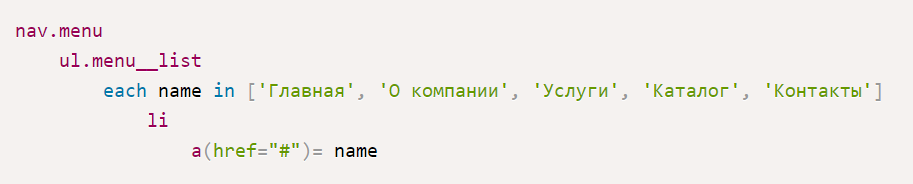 nav.menu
    ul.menu__list
        each name in ['Главная', 'О компании', 'Услуги', 'Каталог', 'Контакты']
            li
                a(href="#")= name